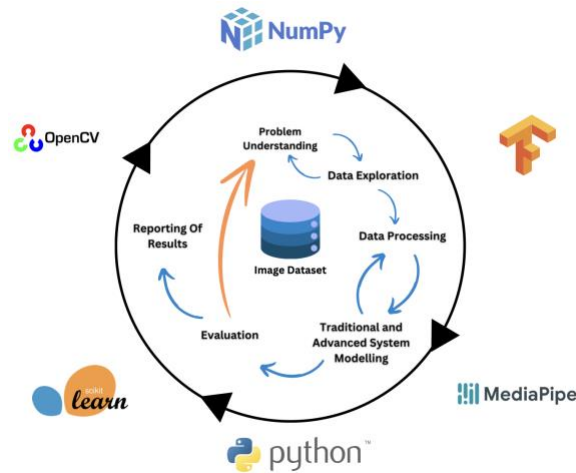 NumPy
OpenCV
Problem
Understanding
Data Exploration
Reporting Of
Results
Data Processing
Image Dataset
Evaluation
Traditional and
Advanced System
Modelling
scikit
learn
MediaPipe
python™